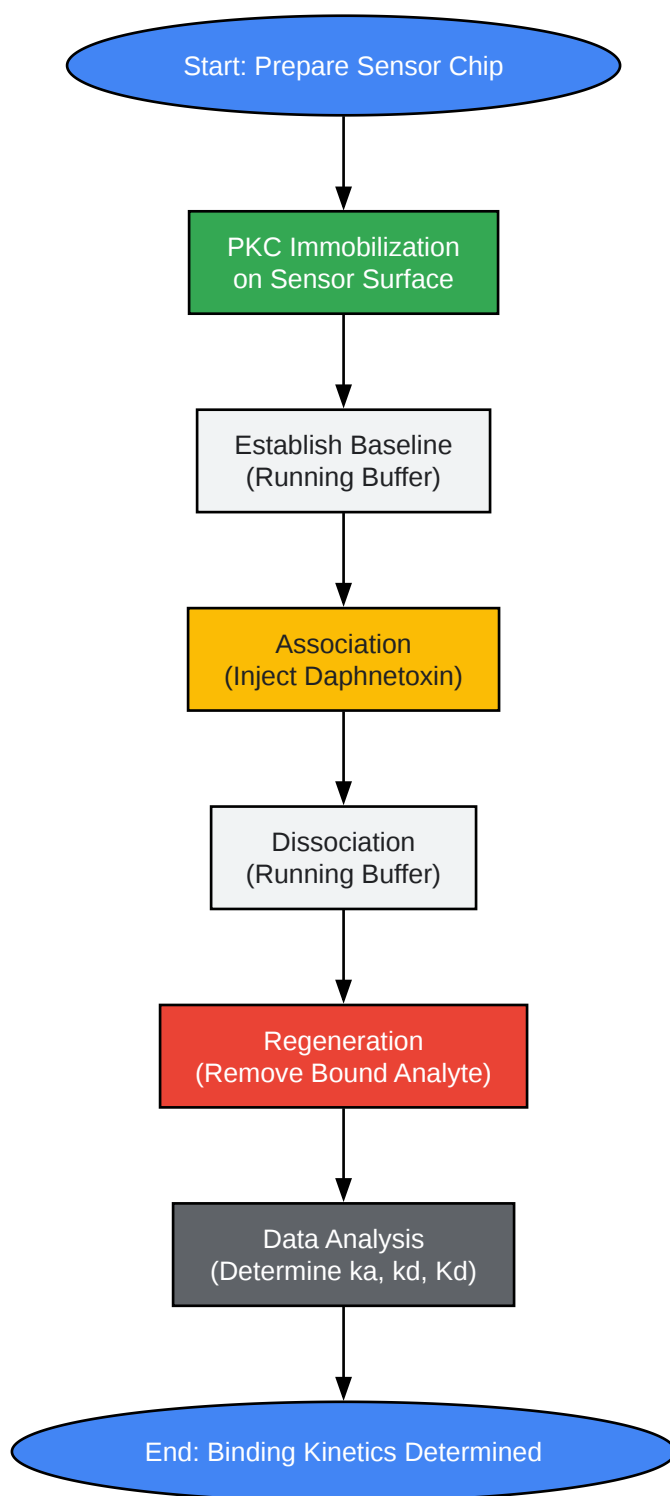 Start: Prepare Sensor Chip
PKC Immobilization
on Sensor Surface
Establish Baseline
(Running Buffer)
Association
(Inject Daphnetoxin)
Dissociation
(Running Buffer)
Regeneration
(Remove Bound Analyte)
Data Analysis
(Determine ka, kd, Kd)
End: Binding Kinetics Determined